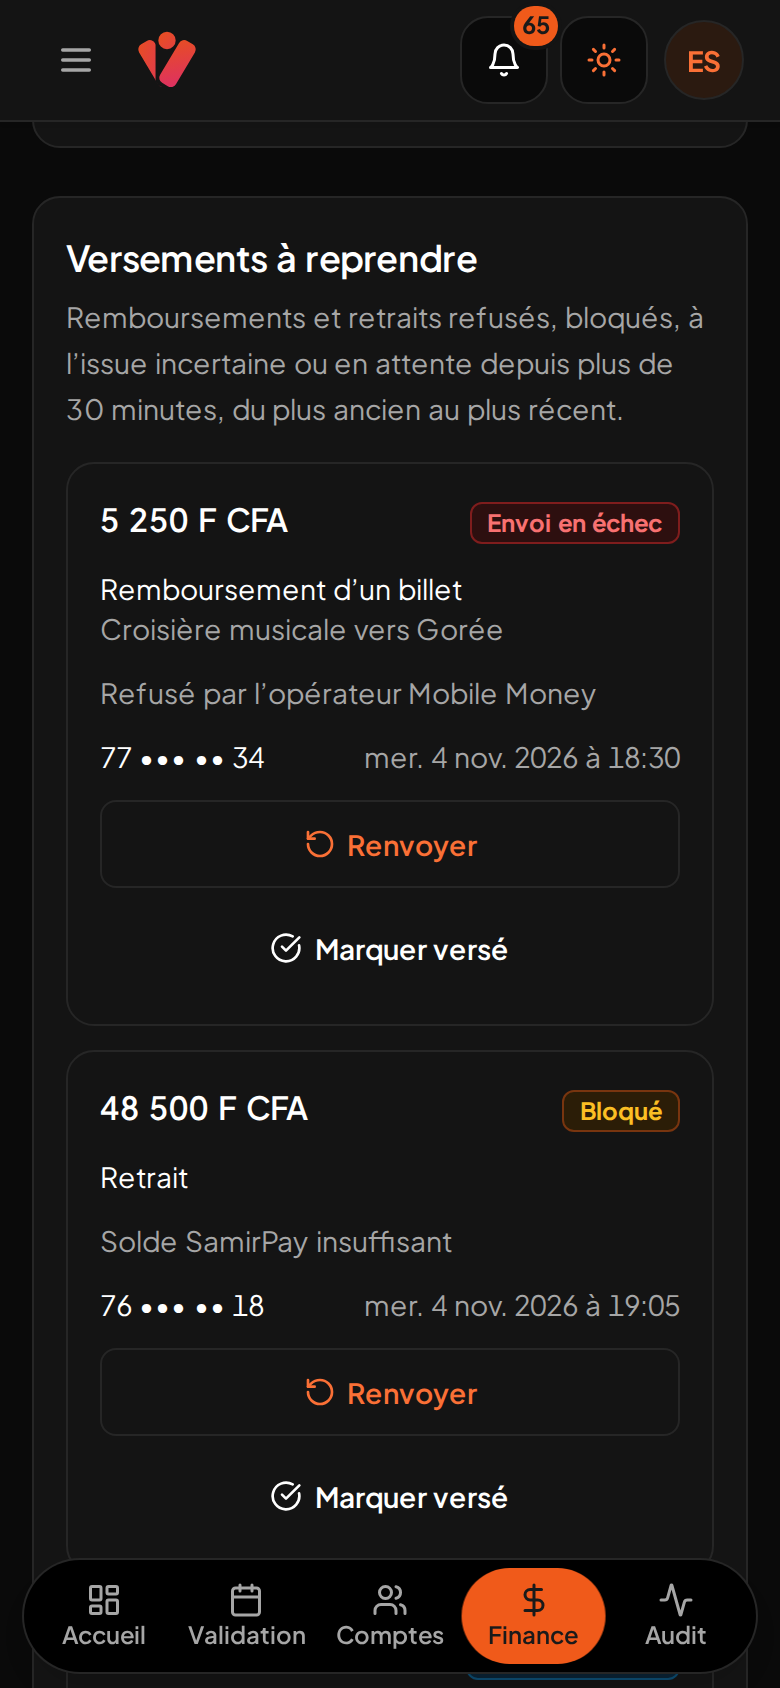 65
ES
Versements à reprendre
Remboursements et retraits refusés, bloqués, à
l’issue incertaine ou en attente depuis plus de
30 minutes, du plus ancien au plus récent.
5 250 F CFA
Envoi en échec
Remboursement d’un billet
Croisière musicale vers Gorée
Refusé par l’opérateur Mobile Money
77 ••• •• 34
mer. 4 nov. 2026 à 18:30
Renvoyer
Marquer versé
48 500 F CFA
Bloqué
Retrait
Solde SamirPay insuffisant
76 ••• •• 18
mer. 4 nov. 2026 à 19:05
Renvoyer
Marquer versé
Accueil
Validation
Comptes
Finance
Audit